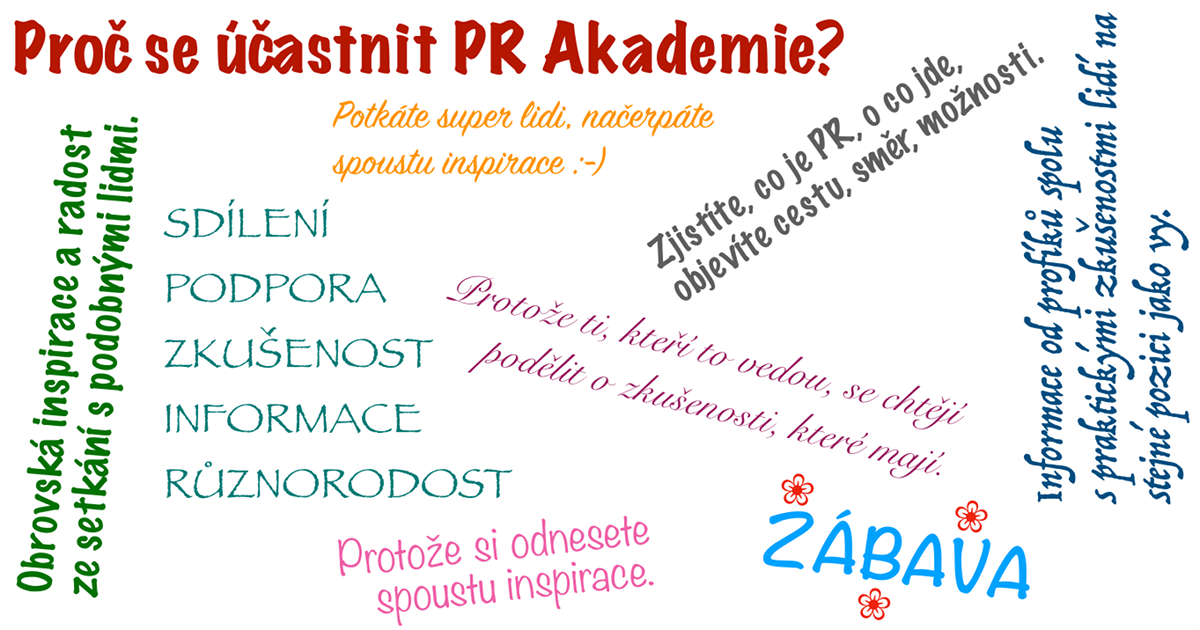 Proč se účastnit PR Akademie?
Potkáte super lidi, načerpáte
spoustu inspirace :-)
Zjistíte, co je PR, o co jde,
objevíte cestu, směr, možnosti.
Informace od profíků spolu
s praktickými zkušenostmi lidí na
stejné pozici jako vy.
Obrovská inspirace a radost
ze setkání s podobnými lidmi.
SDÍLENÍ
PODPORA
ZKUŠENOST
INFORMACE
RŮZNORODOST
Protože ti, kteří to vedou, se chtějí
podělit o zkušenosti, které mají.
Protože si odnesete
spoustu inspirace.
ZÁBAVA